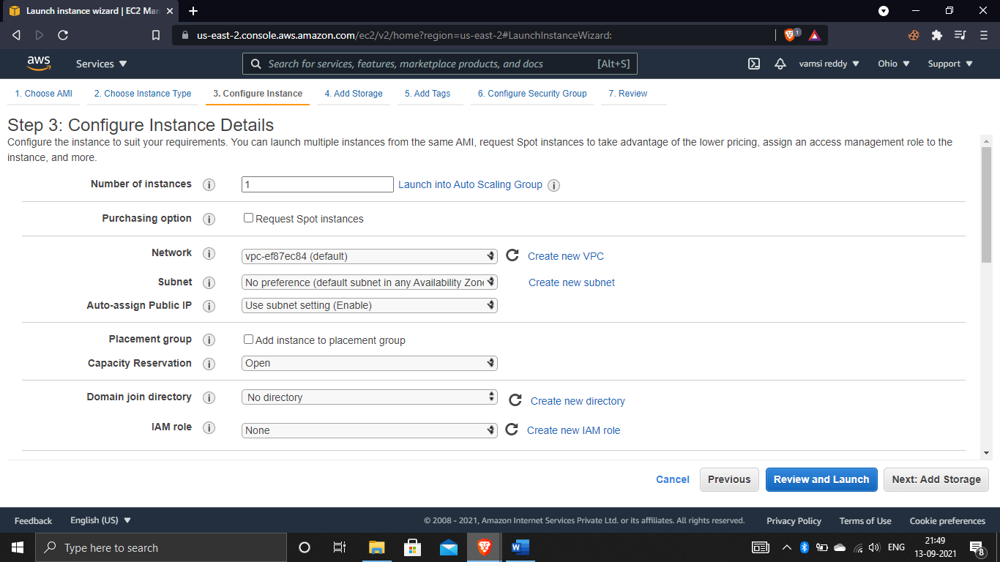 Launch instance wizard | EC2 Man
us-east-2.console.aws.amazon.com/ec2/v2/home?region=us-east-2#LaunchInstanceWizard:
1
aws
Services
Search for services, features, marketplace products, and docs
[Alt+S]
vamsi reddy
Ohio
Support
1. Choose AMI
2. Choose Instance Type
3. Configure Instance
4. Add Storage
5. Add Tags
6. Configure Security Group
7. Review
Step 3: Configure Instance Details
Configure the instance to suit your requirements. You can launch multiple instances from the same AMI, request Spot instances to take advantage of the lower pricing, assign an access management role to the
instance, and more.
Number of instances
1
Launch into Auto Scaling Group
Purchasing option
Request Spot instances
Network
vpc-ef87ec84 (default)
Create new VPC
Subnet
No preference (default subnet in any Availability Zone
Create new subnet
Auto-assign Public IP
Use subnet setting (Enable)
Placement group
Add instance to placement group
Capacity Reservation
Open
Domain join directory
No directory
Create new directory
IAM role
None
Create new IAM role
Cancel
Previous
Review and Launch
Next: Add Storage
Feedback
English (US)
© 2008 - 2021, Amazon Internet Services Private Ltd. or its affiliates. All rights reserved.
Privacy Policy
Terms of Use
Cookie preferences
Type here to search
ENG
21:49
13-09-2021
8